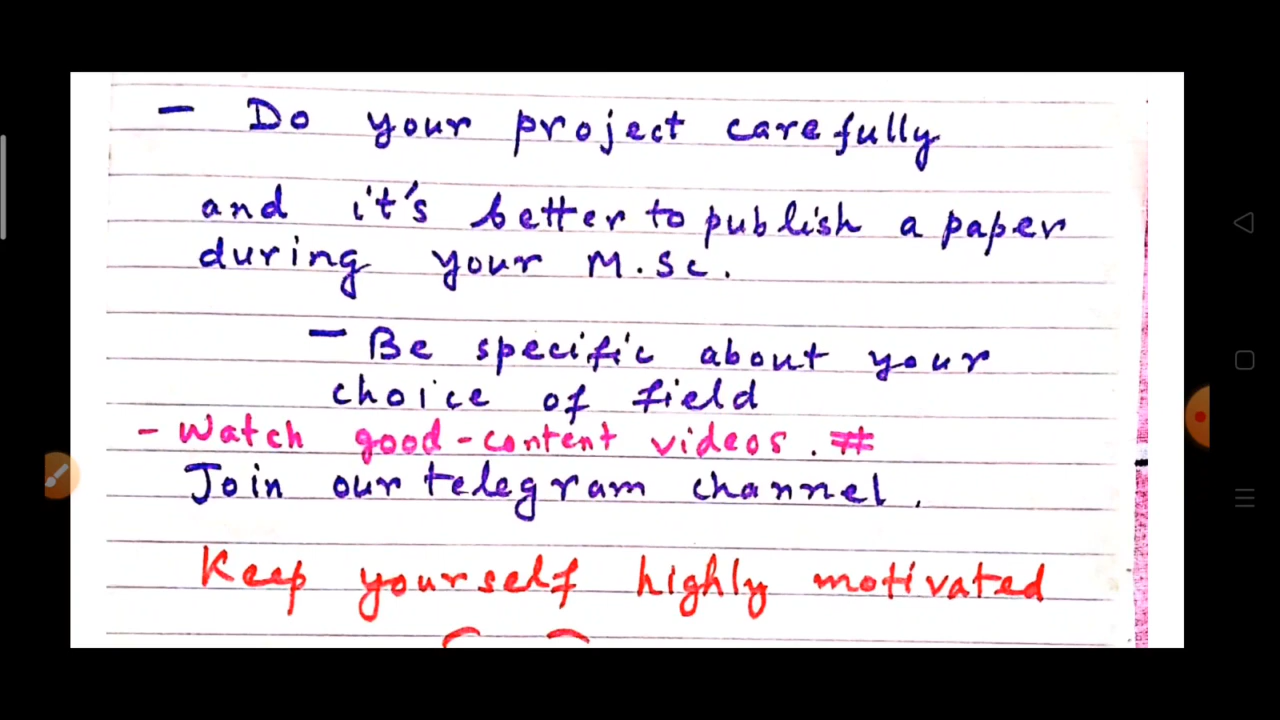 - Do your project carefully
and it's better to publish a paper
during your M.Sc.
- Be specific about your
choice of field
- Watch good-content videos. #
Join our telegram channel.
Keep yourself highly motivated